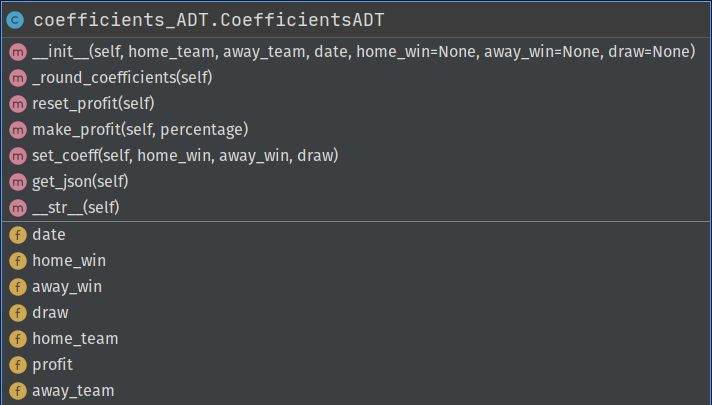 C coefficients_ADT.CoefficientsADT
m __init__(self, home_team, away_team, date, home_win=None, away_win=None, draw=None)
m _round_coefficients(self)
m reset_profit(self)
m make_profit(self, percentage)
m set_coeff(self, home_win, away_win, draw)
m get_json(self)
m __str__(self)
f date
f home_win
f away_win
f draw
f home_team
f profit
f away_team